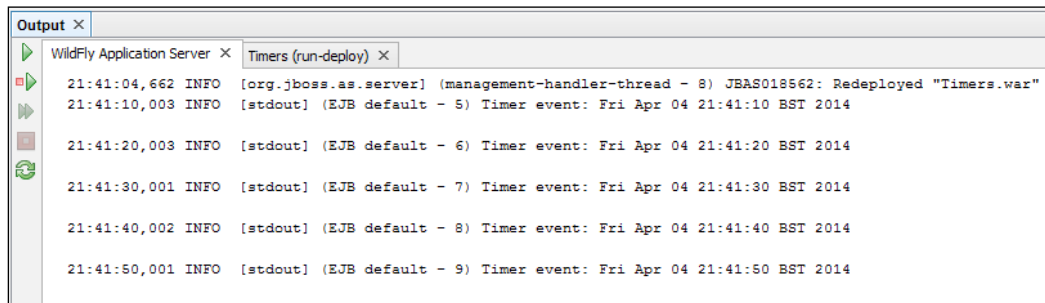 Output ×
WildFly Application Server × Timers (run-deploy) ×
21:41:04,662 INFO [org.jboss.as.server] (management-handler-thread - 8) JBAS018562: Redeployed "Timers.war"
21:41:10,003 INFO [stdout] (EJB default - 5) Timer event: Fri Apr 04 21:41:10 BST 2014
21:41:20,003 INFO [stdout] (EJB default - 6) Timer event: Fri Apr 04 21:41:20 BST 2014
21:41:30,001 INFO [stdout] (EJB default - 7) Timer event: Fri Apr 04 21:41:30 BST 2014
21:41:40,002 INFO [stdout] (EJB default - 8) Timer event: Fri Apr 04 21:41:40 BST 2014
21:41:50,001 INFO [stdout] (EJB default - 9) Timer event: Fri Apr 04 21:41:50 BST 2014